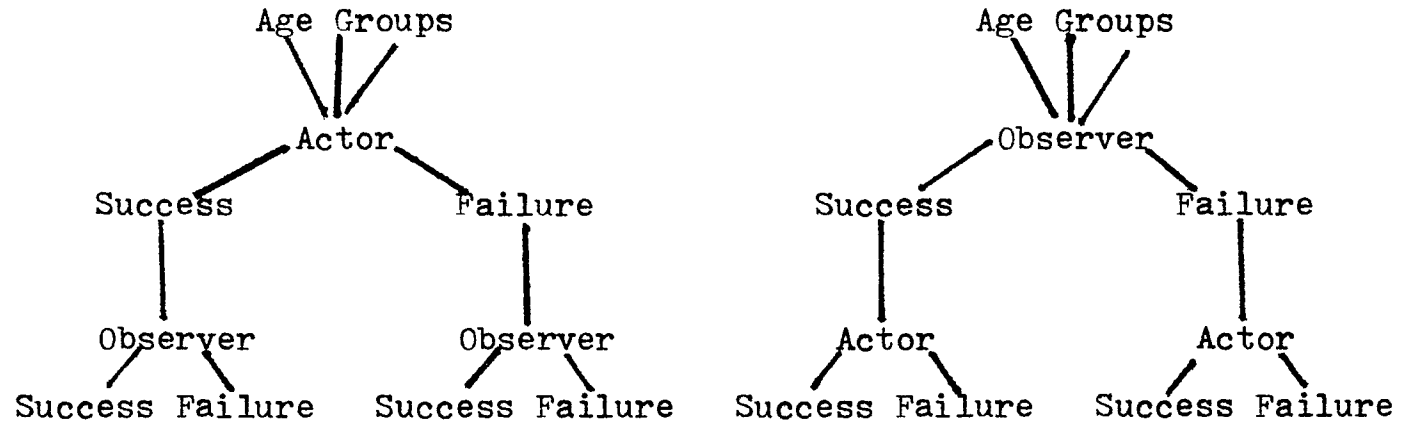 Age Groups Age Groups
Actor Observer
Success Failure Success Failure
Observer Observer Actor Actor
Success Failure Success Failure Success Failure Success Failure